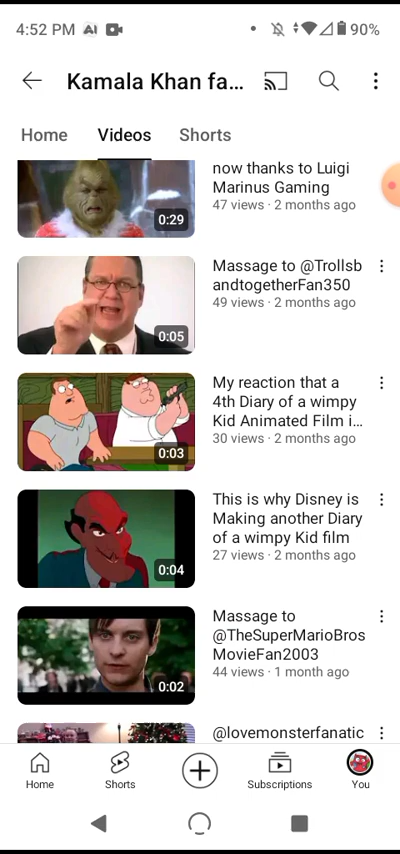 4:52 PM AI
90%
Kamala Khan fa...
Home
Videos
Shorts
now thanks to Luigi
Marinus Gaming
47 views · 2 months ago
0:29
Massage to @Trollsb
andtogetherFan350
49 views · 2 months ago
0:05
My reaction that a
4th Diary of a wimpy
Kid Animated Film i...
30 views · 2 months ago
0:03
This is why Disney is
Making another Diary
of a wimpy Kid film
27 views · 2 months ago
0:04
Massage to
@TheSuperMarioBros
MovieFan2003
44 views · 1 month ago
0:02
@lovemonsterfanatic
Home
Shorts
Subscriptions
You